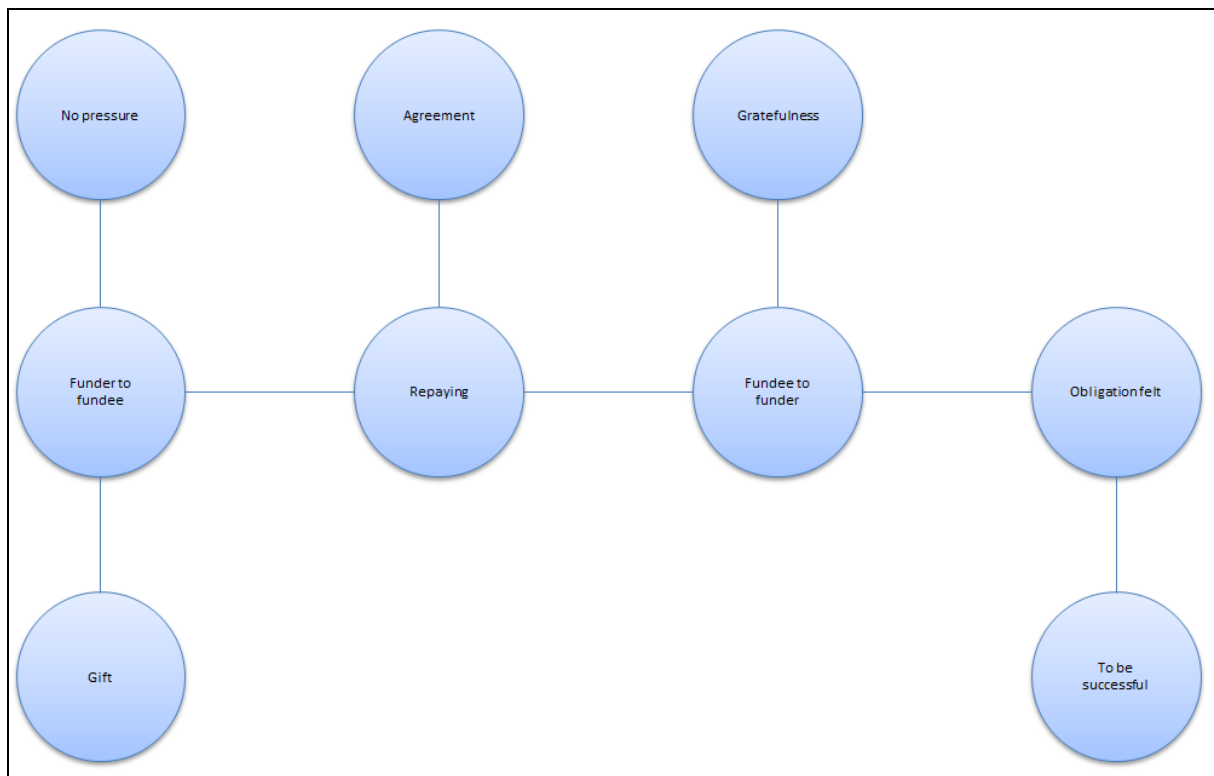 No pressure
Agreement
Gratefulness
Funder to
fundee
Repaying
Fundee to
funder
Obligation felt
Gift
To be
successful